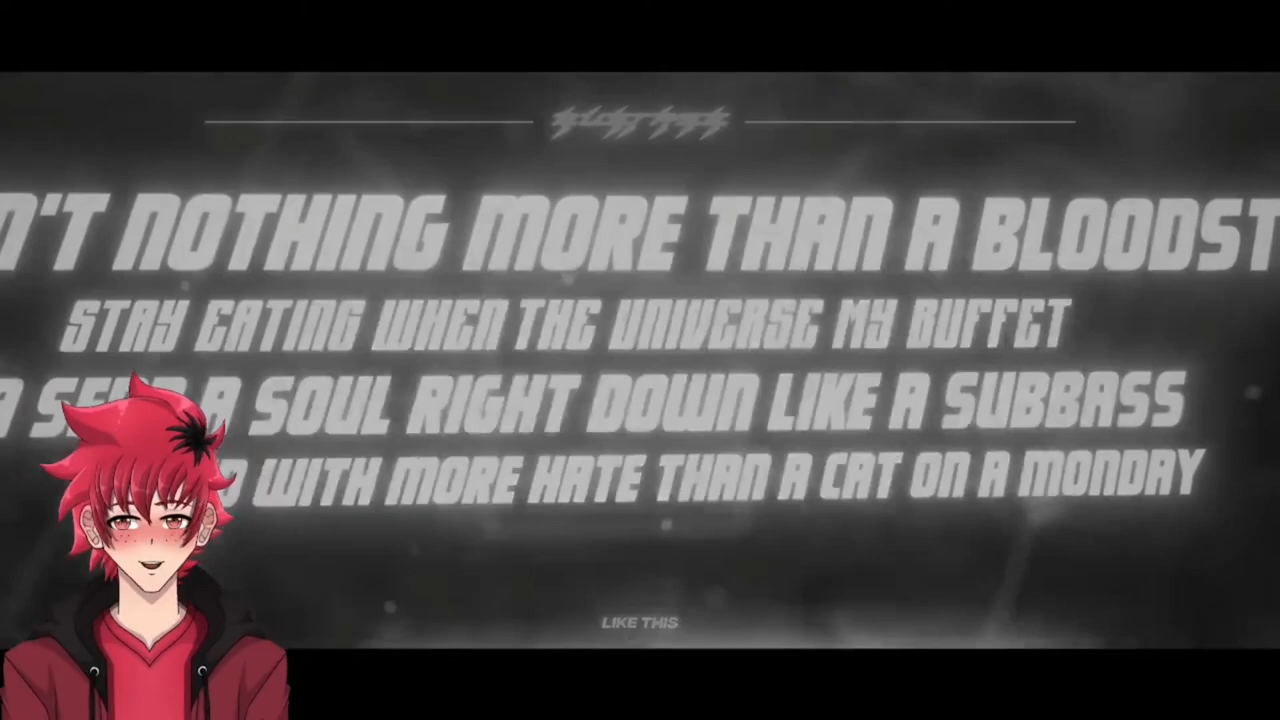 N'T NOTHING MORE THAN A BLOODST
STAY EATING WHEN THE UNIVERSE MY BUFFET
A A SOUL RIGHT DOWN LIKE A SUBBASS
WITH MORE HATE THAN A CAT ON A MONDAY
LIKE THIS